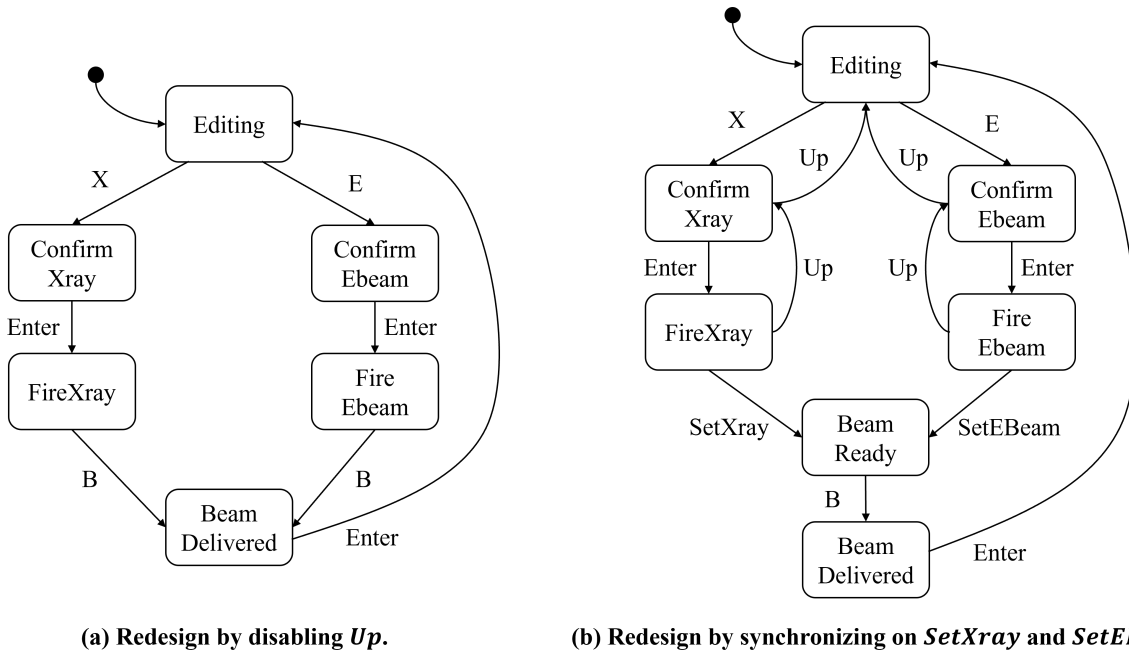 Editing
X
E
Confirm
Xray
Confirm
Ebeam
Enter
Enter
FireXray
Fire
Ebeam
B
B
Beam
Delivered
Enter
(a) Redesign by disabling Up.
Editing
X
E
Up
Up
Confirm
Xray
Confirm
Ebeam
Enter
Up
Up
Enter
FireXray
Fire
Ebeam
SetXray
SetEBeam
Beam
Ready
B
Beam
Delivered
Enter
(b) Redesign by synchronizing on SetXray and